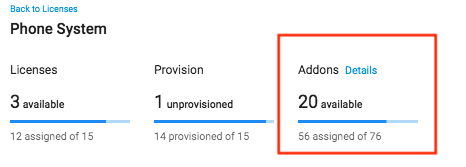 Back to Licenses
Phone System
Licenses
3 available
12 assigned of 15
Provision
1 unprovisioned
14 provisioned of 15
Addons Details
20 available
56 assigned of 76